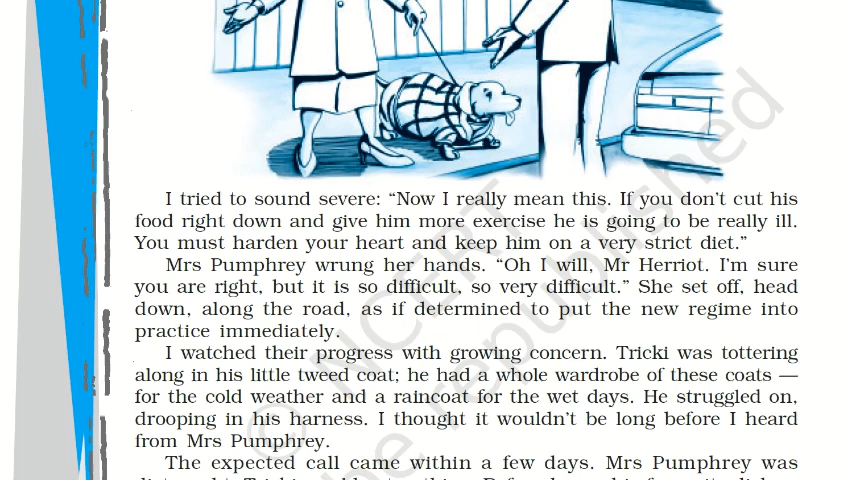 I tried to sound severe: “Now I really mean this. If you don’t cut his
food right down and give him more exercise he is going to be really ill.
You must harden your heart and keep him on a very strict diet.”
Mrs Pumphrey wrung her hands. “Oh I will, Mr Herriot. I’m sure
you are right, but it is so difficult, so very difficult.” She set off, head
down, along the road, as if determined to put the new regime into
practice immediately.
I watched their progress with growing concern. Tricki was tottering
along in his little tweed coat; he had a whole wardrobe of these coats —
for the cold weather and a raincoat for the wet days. He struggled on,
drooping in his harness. I thought it wouldn’t be long before I heard
from Mrs Pumphrey.
The expected call came within a few days. Mrs Pumphrey was
© NCERT
be republished